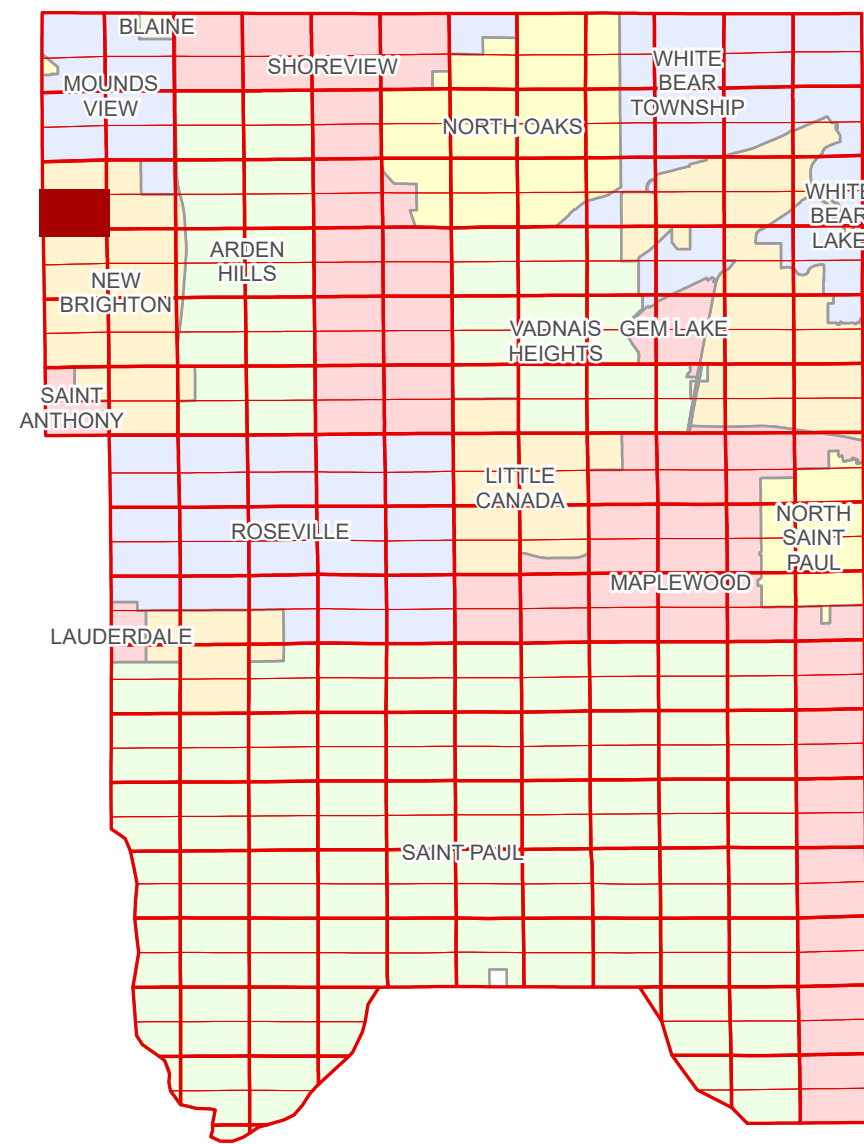 BLAINE
SHOREVIEW
WHITE
BEAR
TOWNSHIP
MOUNDS
VIEW
NORTH OAKS
WHITE
BEAR
LAKE
ARDEN
HILLS
NEW
BRIGHTON
VADNAIS
HEIGHTS
GEM LAKE
SAINT
ANTHONY
LITTLE
CANADA
NORTH
SAINT
PAUL
ROSEVILLE
MAPLEWOOD
LAUDERDALE
SAINT PAUL